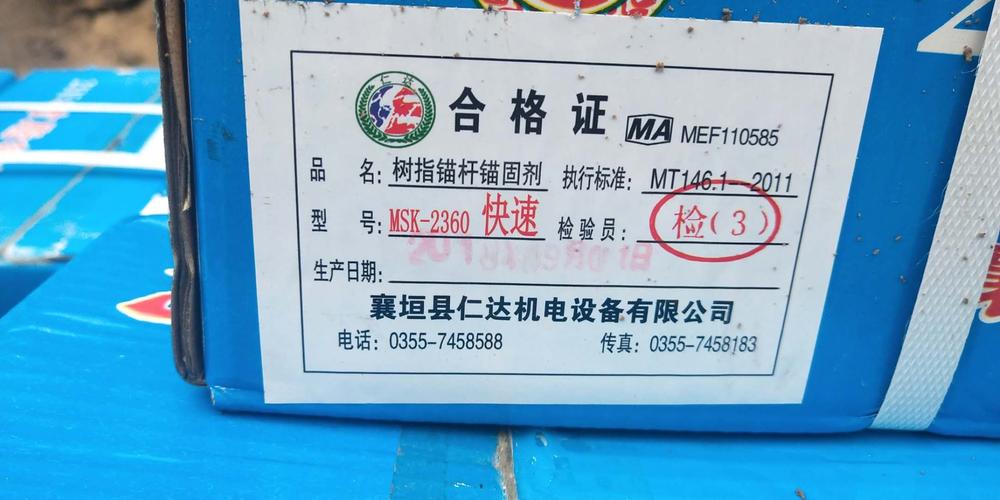 仁达
合格证 MA MEF110585
品名：树指锚杆锚固剂 执行标准：MT146.1--2011
型号：MSK-2360 快速 检验员：检(3)
生产日期：
襄垣县仁达机电设备有限公司
电话：0355-7458588 传真：0355-7458183